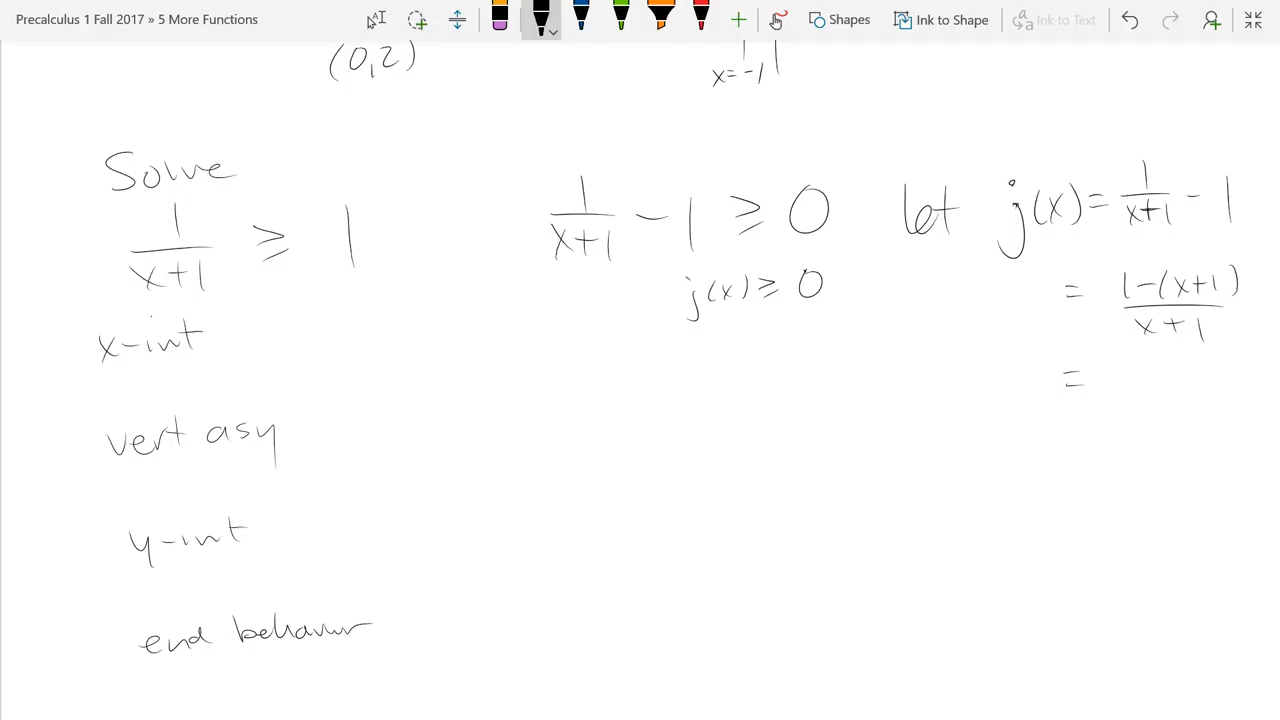 Precalculus 1 Fall 2017 » 5 More Functions
Shapes
Ink to Shape
Ink to Text
(0,2)
x=-1
Solve
1/(x+1) ≥ 1
1/(x+1) - 1 ≥ 0
j(x) ≥ 0
let j(x) = 1/(x+1) - 1
= (1-(x+1))/(x+1)
=
x-int
vert asy
y-int
end behavior